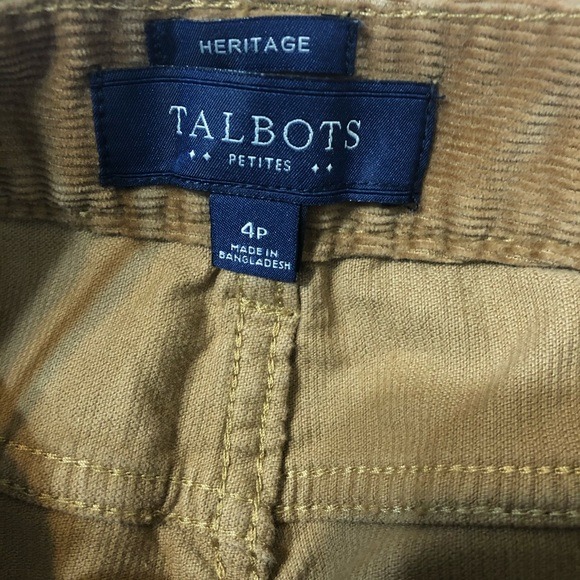 HERITAGE
TALBOTS
PETITES
4P
MADE IN
BANGLADESH